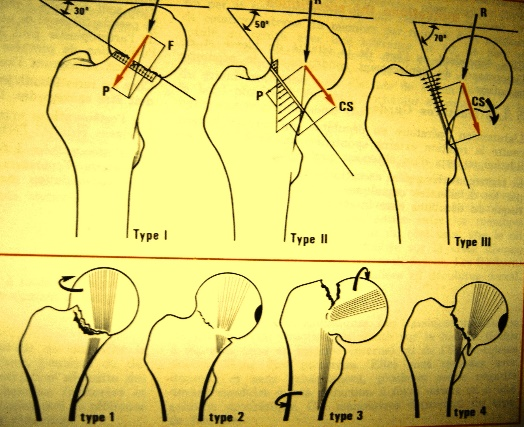 30°
F
P
Type I
R
50°
P
CS
Type II
R
70°
CS
Type III
type 1
type 2
type 3
type 4